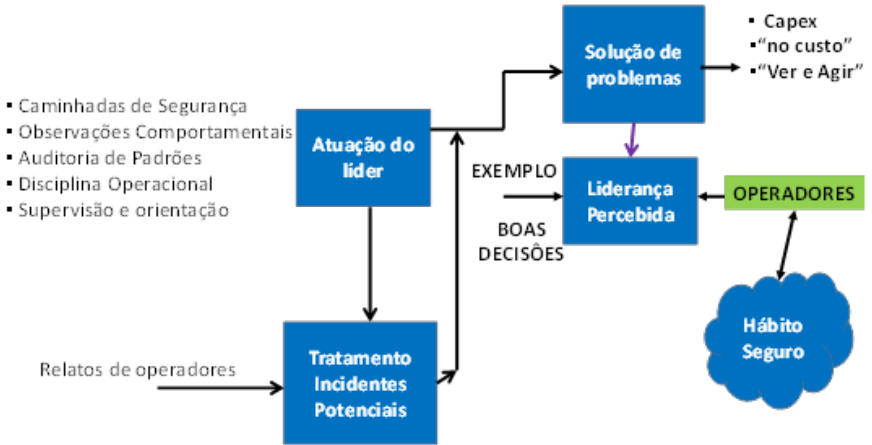 ▪ Capex
▪"no custo"
▪"Ver e Agir"
Solução de
problemas
▪ Caminhadas de Segurança
▪ Observações Comportamentais
▪ Auditoria de Padrões
▪ Disciplina Operacional
▪ Supervisão e orientação
Atuação do
líder
EXEMPLO
BOAS
DECISÔES
Liderança
Percebida
OPERADORES
Hábito
Seguro
Relatos de operadores
Tratamento
Incidentes
Potenciais